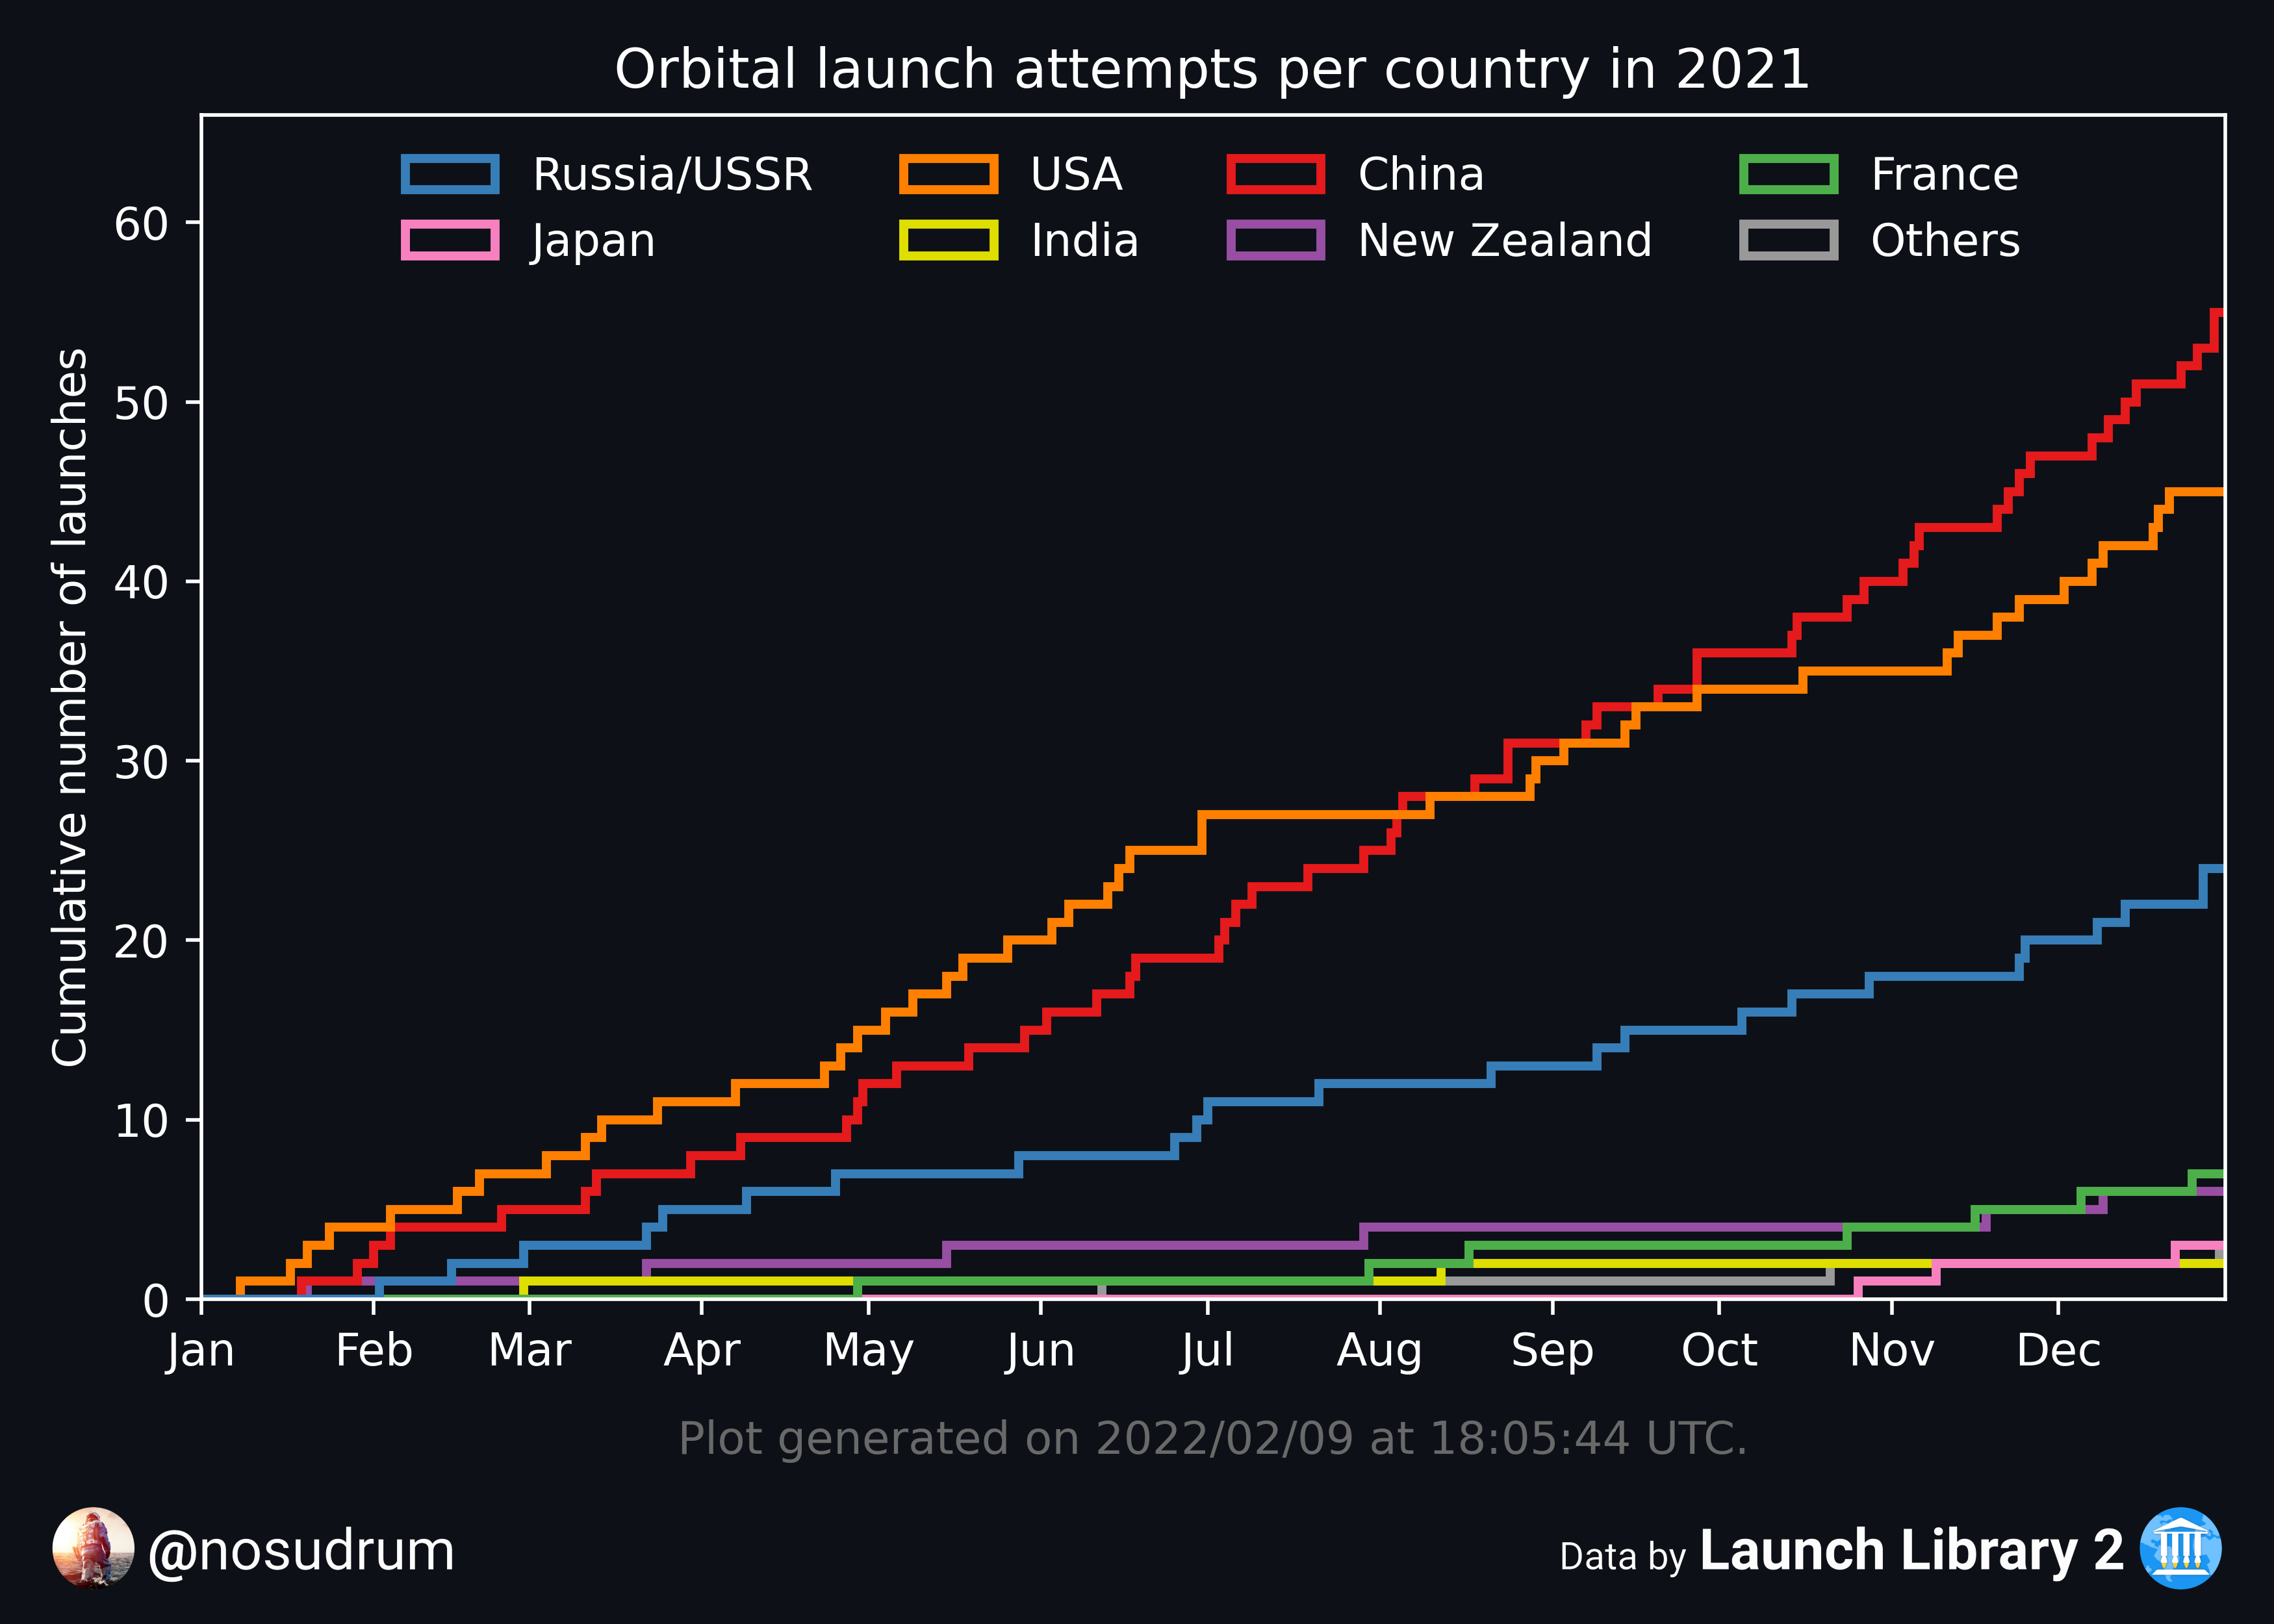 Orbital launch attempts per country in 2021
Russia/USSR USA China France
Japan India New Zealand Others
Cumulative number of launches
60
50
40
30
20
10
0
Jan Feb Mar Apr May Jun Jul Aug Sep Oct Nov Dec
Plot generated on 2022/02/09 at 18:05:44 UTC.
@nosudrum
Data by Launch Library 2